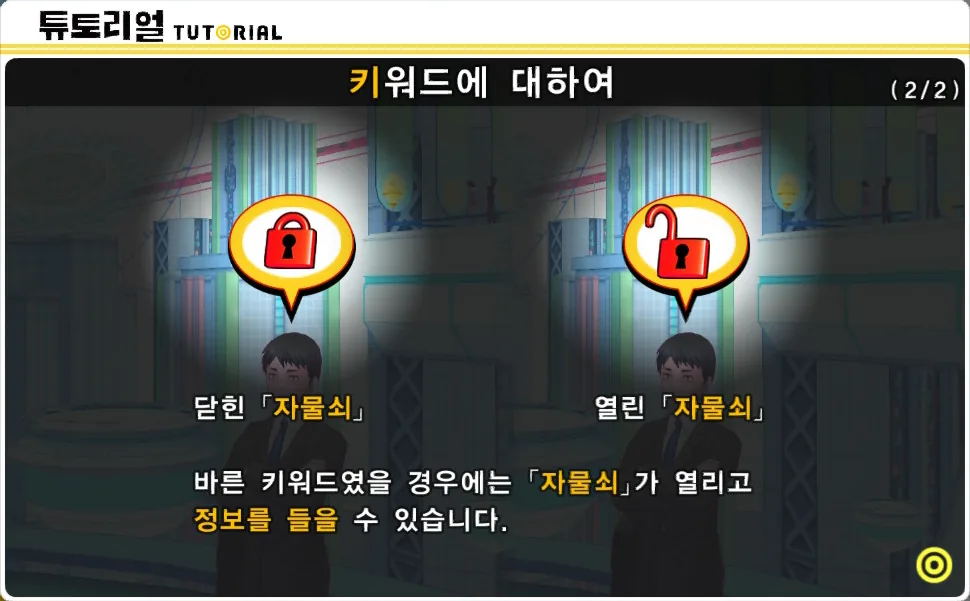 튜토리얼 TUTORIAL
키워드에 대하여
(2/2)
닫힌「자물쇠」
열린「자물쇠」
바른 키워드였을 경우에는「자물쇠」가 열리고
정보를 들을 수 있습니다.